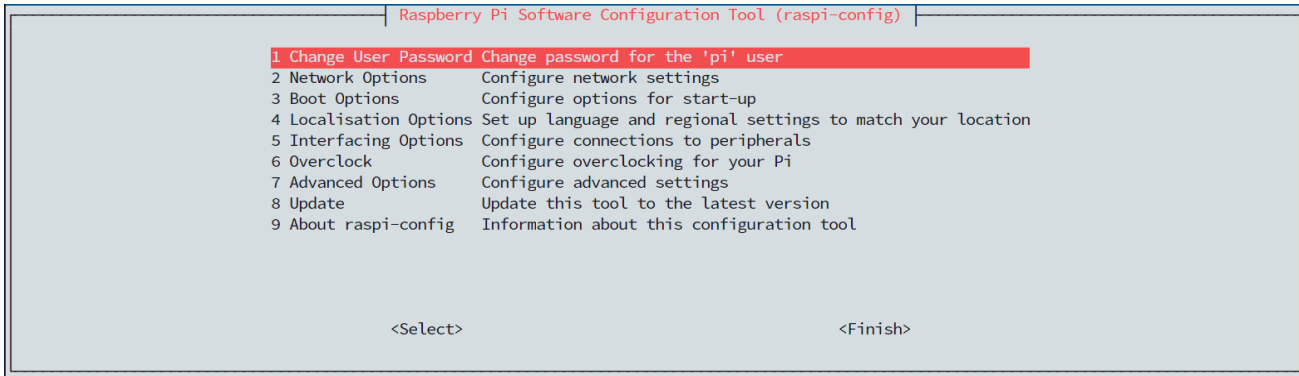 Raspberry Pi Software Configuration Tool (raspi-config)
1 Change User Password Change password for the 'pi' user
2 Network Options Configure network settings
3 Boot Options Configure options for start-up
4 Localisation Options Set up language and regional settings to match your location
5 Interfacing Options Configure connections to peripherals
6 Overclock Configure overclocking for your Pi
7 Advanced Options Configure advanced settings
8 Update Update this tool to the latest version
9 About raspi-config Information about this configuration tool
<Select> <Finish>